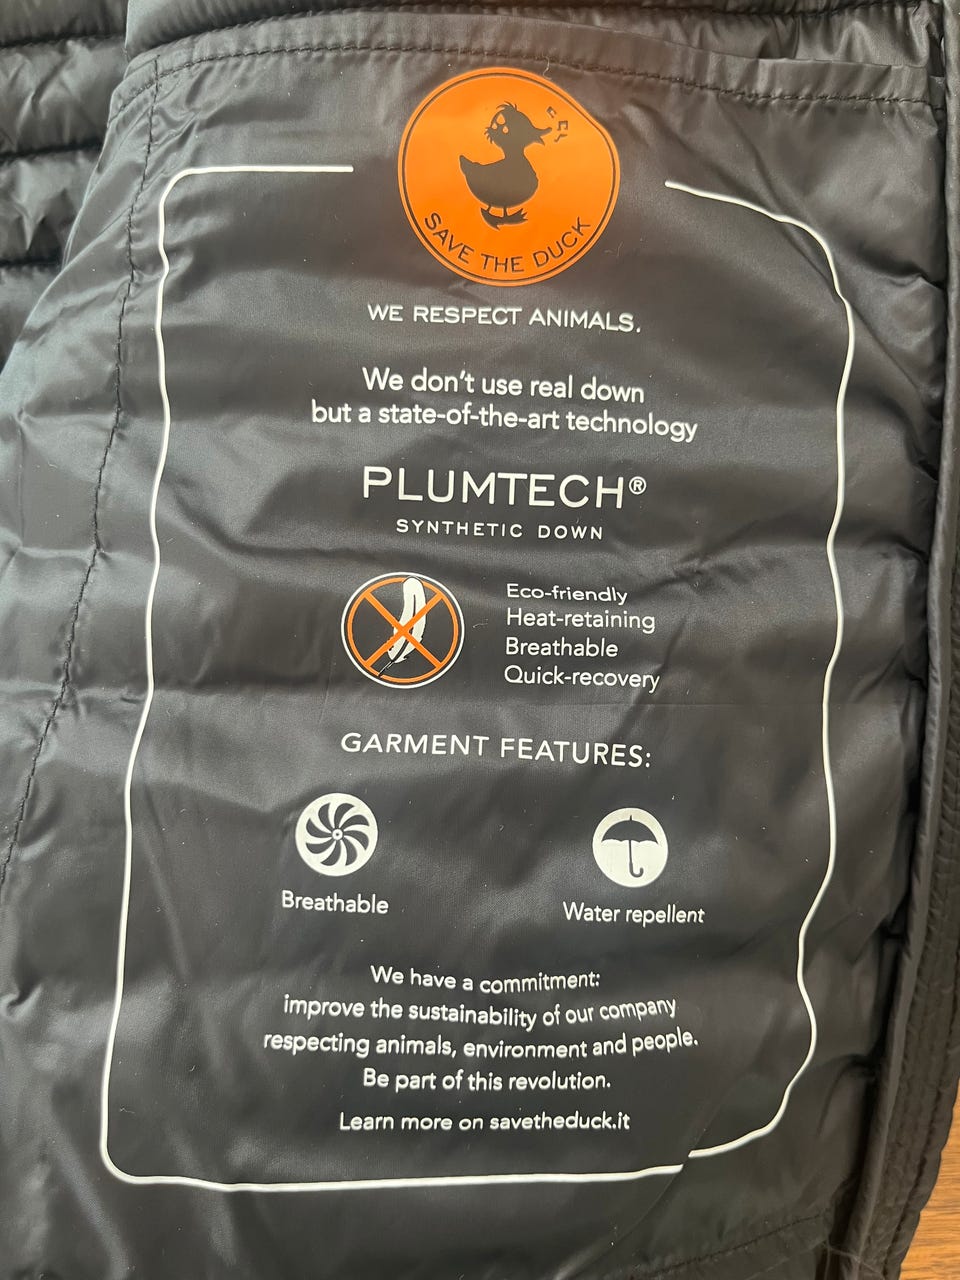 SAVE THE DUCK
WE RESPECT ANIMALS.
We don't use real down
but a state-of-the-art technology
PLUMTECH®
SYNTHETIC DOWN
Eco-friendly
Heat-retaining
Breathable
Quick-recovery
GARMENT FEATURES:
Breathable
Water repellent
We have a commitment:
improve the sustainability of our company
respecting animals, environment and people.
Be part of this revolution.
Learn more on savetheduck.it